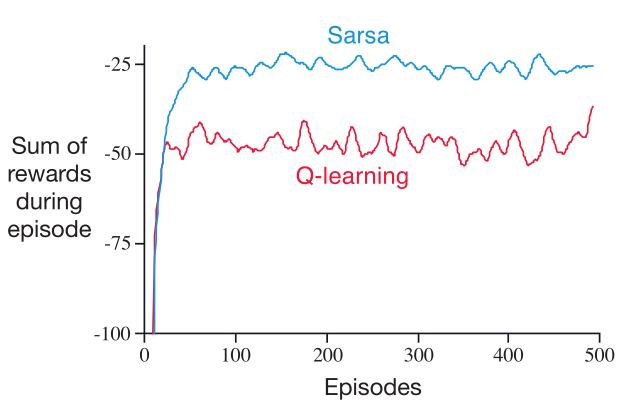 Sarsa
-25
-50
-75
-100
Sum of
rewards
during
episode
Q-learning
0
100
200
300
400
500
Episodes